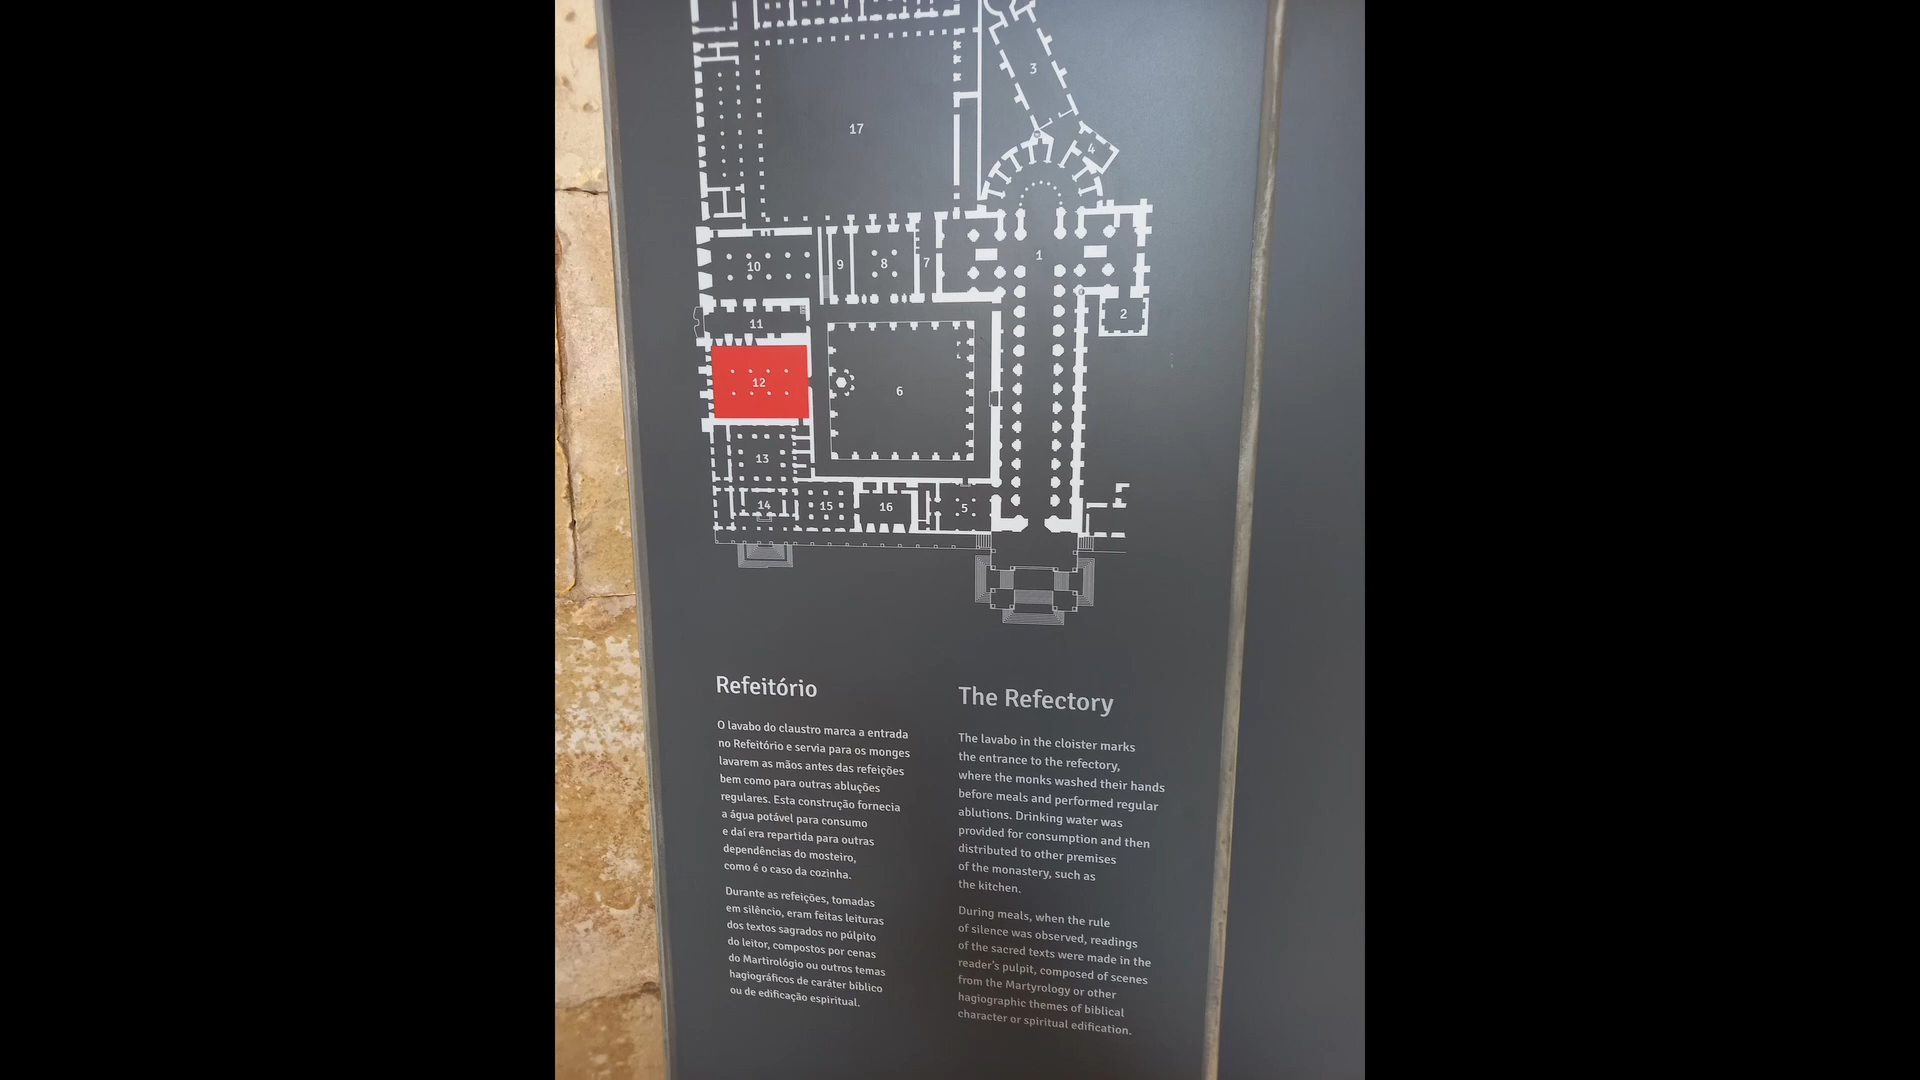 3
17
4
1
10
9
8
7
2
11
12
6
13
14
15
16
5
Refeitório
O lavabo do claustro marca a entrada
no Refeitório e servia para os monges
lavarem as mãos antes das refeições
bem como para outras abluções
regulares. Esta construção fornecia
a água potável para consumo
e daí era repartida para outras
dependências do mosteiro,
como é o caso da cozinha.
Durante as refeições, tomadas
em silêncio, eram feitas leituras
dos textos sagrados no púlpito
do leitor, compostos por cenas
do Martirológio ou outros temas
hagiográficos de caráter bíblico
ou de edificação espiritual.
The Refectory
The lavabo in the cloister marks
the entrance to the refectory,
where the monks washed their hands
before meals and performed regular
ablutions. Drinking water was
provided for consumption and then
distributed to other premises
of the monastery, such as
the kitchen.
During meals, when the rule
of silence was observed, readings
of the sacred texts were made in the
reader's pulpit, composed of scenes
from the Martyrology or other
hagiographic themes of biblical
character or spiritual edification.